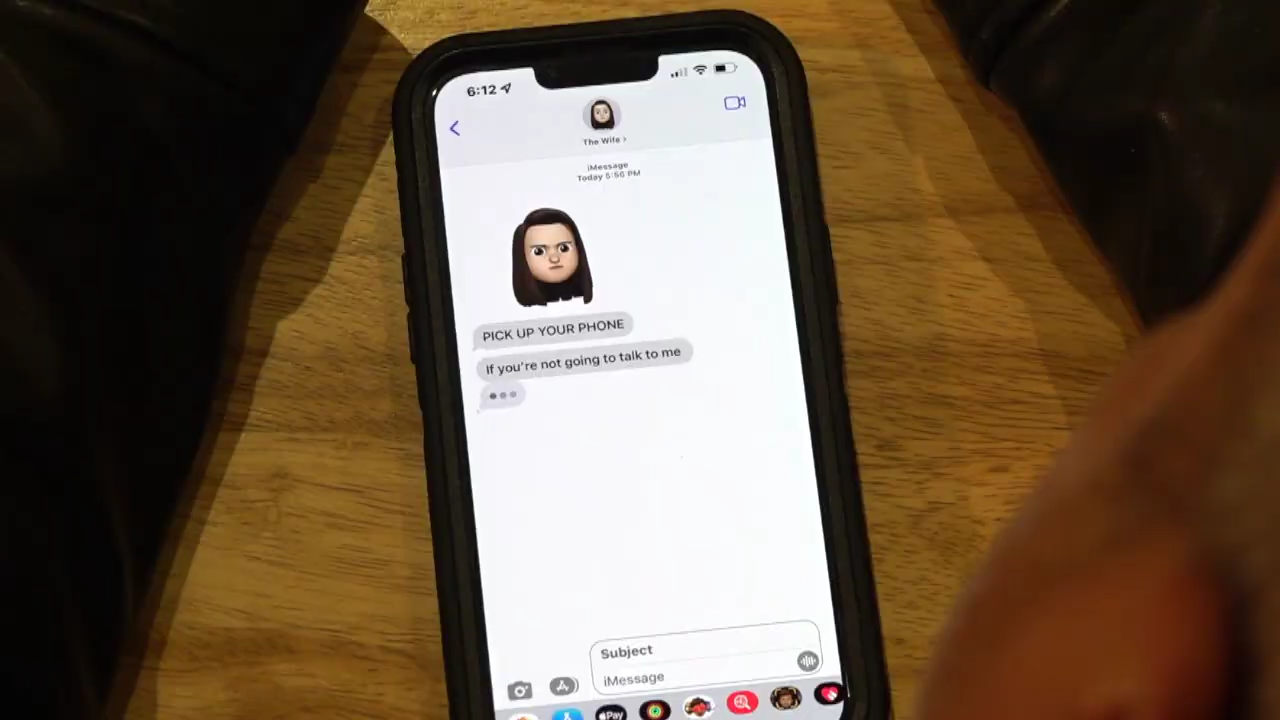 6:12
The Wife >
iMessage
Today 5:56 PM
PICK UP YOUR PHONE
If you're not going to talk to me
Subject
iMessage
Pay